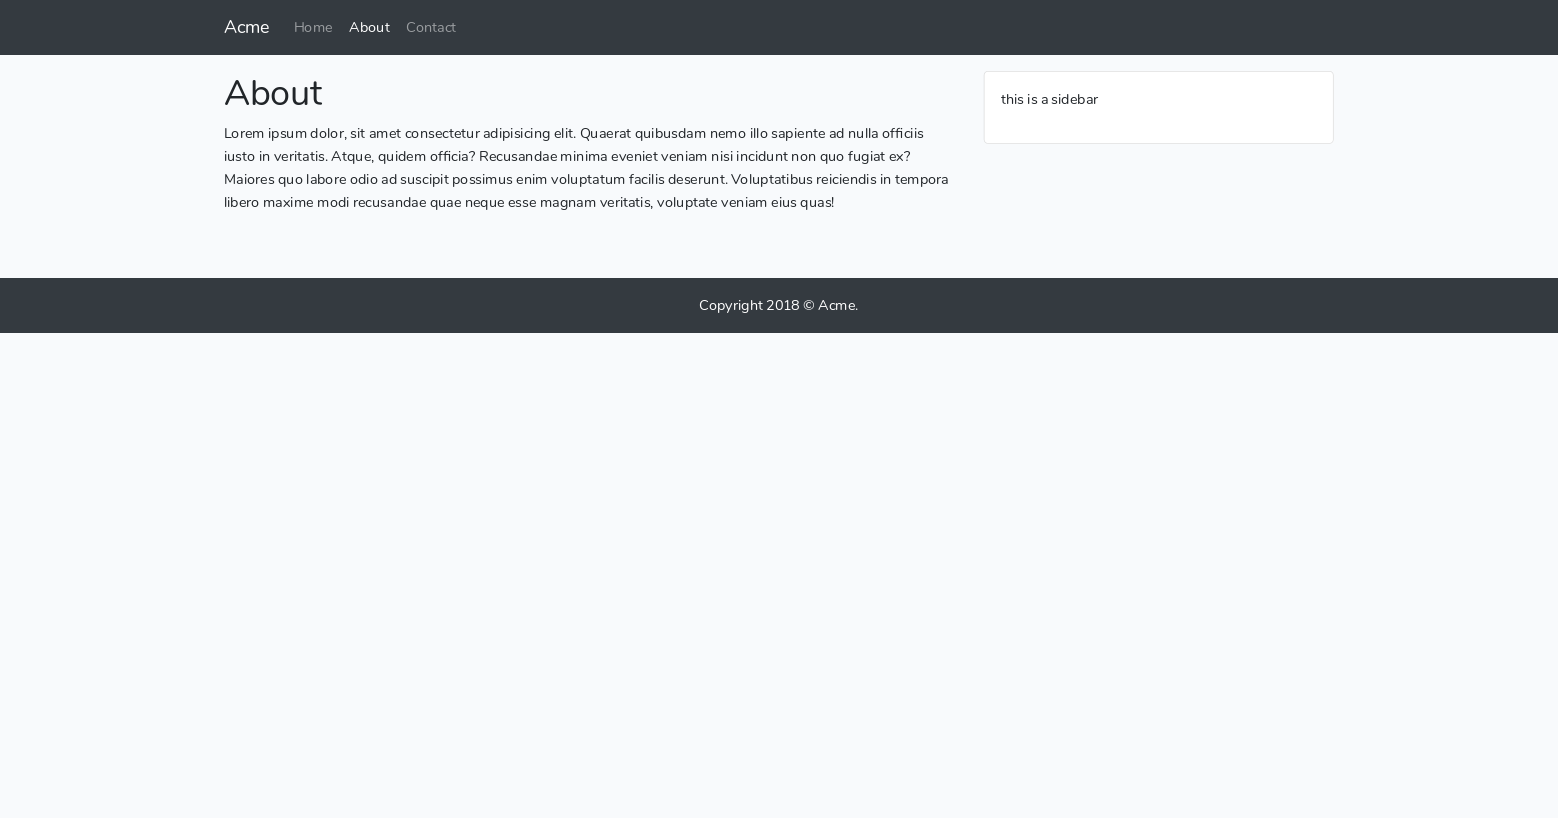 Acme Home About Contact
About
Lorem ipsum dolor, sit amet consectetur adipisicing elit. Quaerat quibusdam nemo illo sapiente ad nulla officiis
iusto in veritatis. Atque, quidem officia? Recusandae minima eveniet veniam nisi incidunt non quo fugiat ex?
Maiores quo labore odio ad suscipit possimus enim voluptatum facilis deserunt. Voluptatibus reiciendis in tempora
libero maxime modi recusandae quae neque esse magnam veritatis, voluptate veniam eius quas!
this is a sidebar
Copyright 2018 © Acme.